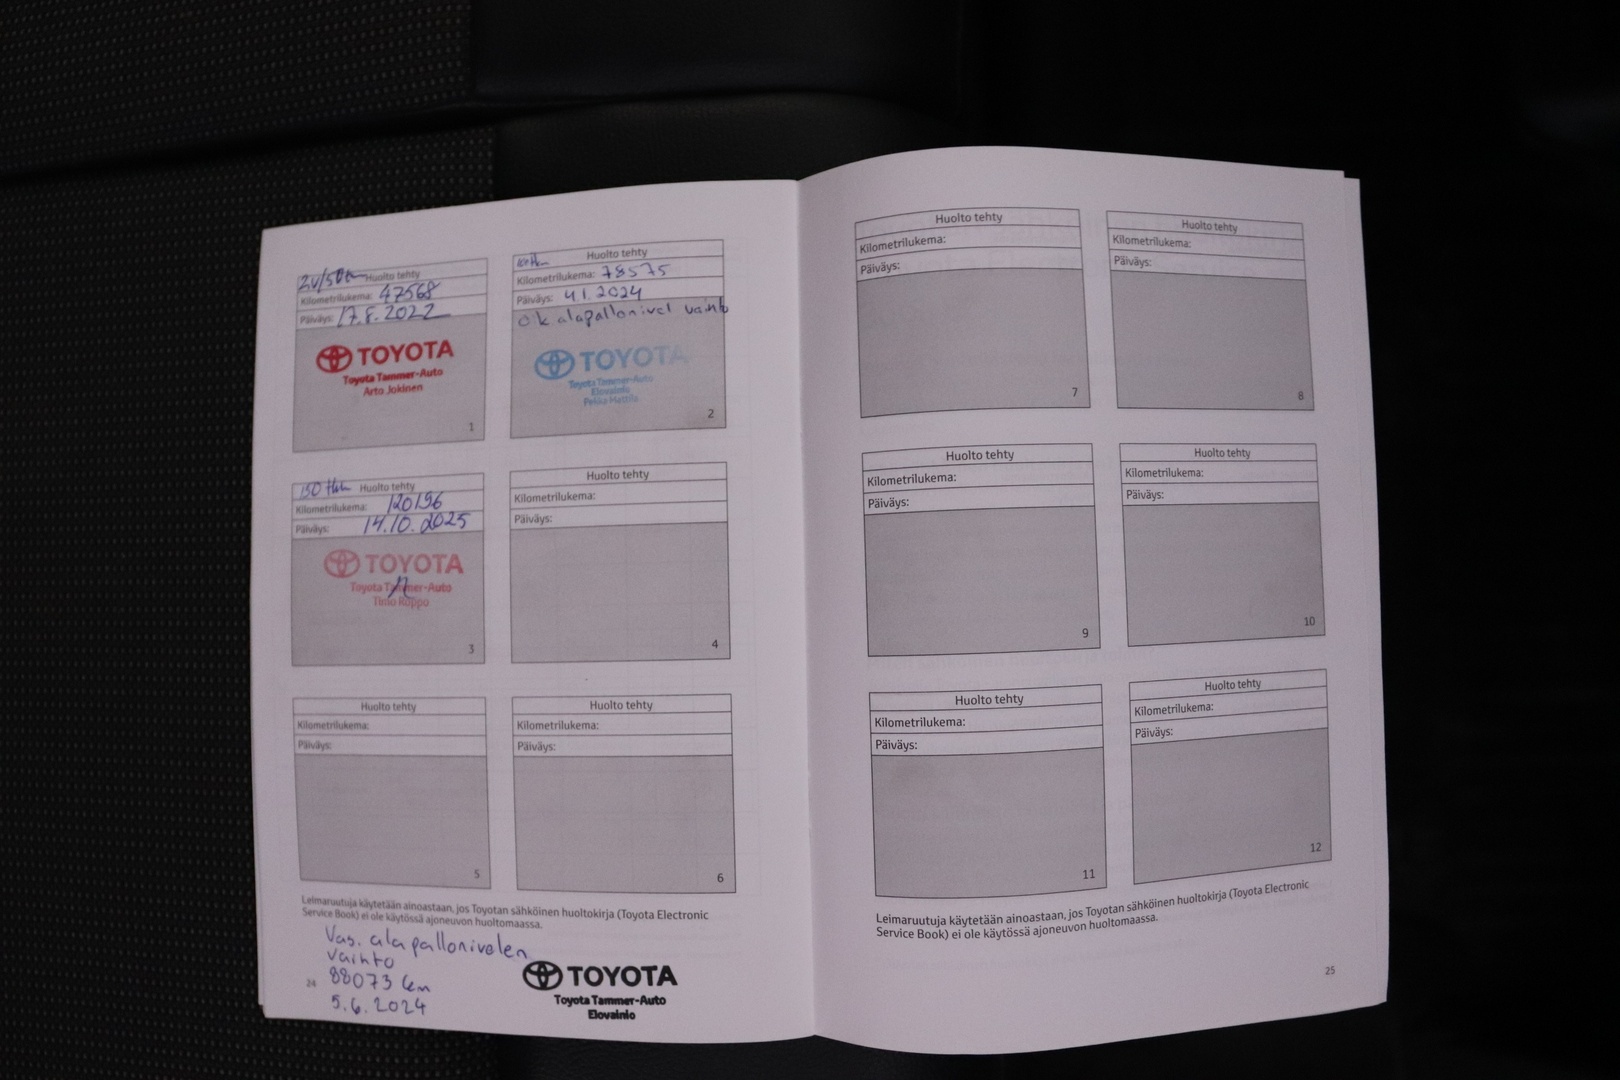 2v/50tkm Huolto tehty
Kilometrilukema: 47568
Päiväys: 17.8.2022
TOYOTA
Toyota Tammer-Auto
Arto Jokinen
1
Huolto tehty
Kilometrilukema: 78575
Päiväys: 4.1.2024
ok alapallonivel vaihto
TOYOTA
Toyota Tammer-Auto
Elovainio
Pekka Hattila
2
150 tkm Huolto tehty
Kilometrilukema: 120196
Päiväys: 14.10.2025
TOYOTA
Toyota Tammer-Auto
Timo Roppo
3
Huolto tehty
Kilometrilukema:
Päiväys:
4
Huolto tehty
Kilometrilukema:
Päiväys:
5
Huolto tehty
Kilometrilukema:
Päiväys:
6
Leimaruutuja käytetään ainoastaan, jos Toyotan sähköinen huoltokirja (Toyota Electronic
Service Book) ei ole käytössä ajoneuvon huoltomaassa.
Vas. alapallonivelen
vaihto
88073 km
5.6.2024
24
TOYOTA
Toyota Tammer-Auto
Elovainio
Huolto tehty
Kilometrilukema:
Päiväys:
7
Huolto tehty
Kilometrilukema:
Päiväys:
8
Huolto tehty
Kilometrilukema:
Päiväys:
9
Huolto tehty
Kilometrilukema:
Päiväys:
10
Huolto tehty
Kilometrilukema:
Päiväys:
11
Huolto tehty
Kilometrilukema:
Päiväys:
12
Leimaruutuja käytetään ainoastaan, jos Toyotan sähköinen huoltokirja (Toyota Electronic
Service Book) ei ole käytössä ajoneuvon huoltomaassa.
25